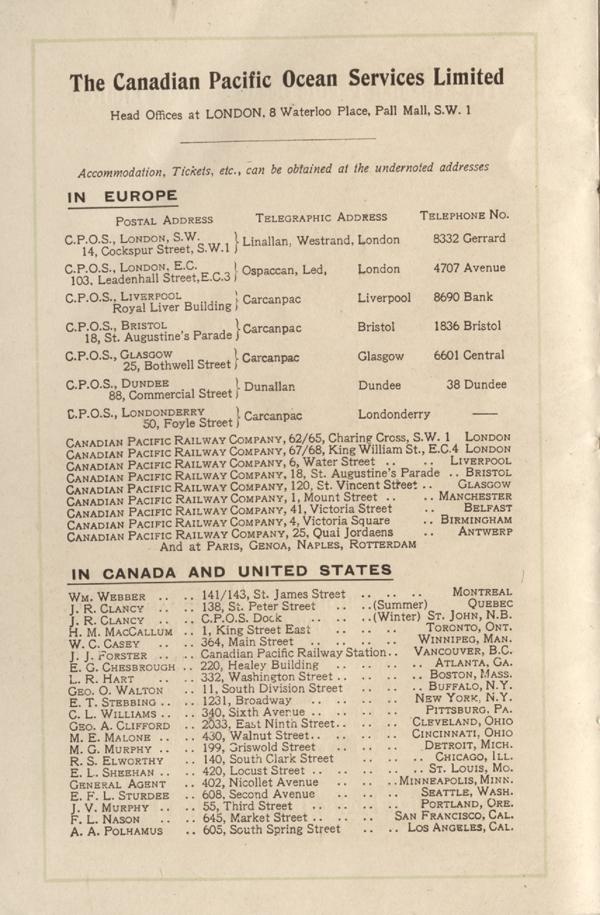 The Canadian Pacific Ocean Services Limited
Head Offices at LONDON, 8 Waterloo Place, Pall Mall, S.W. 1
Accommodation, Tickets, etc., can be obtained at the undernoted addresses
IN EUROPE
POSTAL ADDRESS TELEGRAPHIC ADDRESS TELEPHONE No.
C.P.O.S., LONDON, S.W.
14, Cockspur Street, S.W.1 } Linallan, Westrand, London 8332 Gerrard
C.P.O.S., LONDON, E.C.
103, Leadenhall Street, E.C.3 } Ospaccan, Led, London 4707 Avenue
C.P.O.S., LIVERPOOL
Royal Liver Building } Carcanpac Liverpool 8690 Bank
C.P.O.S., BRISTOL
18, St. Augustine's Parade } Carcanpac Bristol 1836 Bristol
C.P.O.S., GLASGOW
25, Bothwell Street } Carcanpac Glasgow 6601 Central
C.P.O.S., DUNDEE
88, Commercial Street } Dunallan Dundee 38 Dundee
C.P.O.S., LONDONDERRY
50, Foyle Street } Carcanpac Londonderry —
CANADIAN PACIFIC RAILWAY COMPANY, 62/65, Charing Cross, S.W. 1 LONDON
CANADIAN PACIFIC RAILWAY COMPANY, 67/68, King William St., E.C.4 LONDON
CANADIAN PACIFIC RAILWAY COMPANY, 6, Water Street .. .. LIVERPOOL
CANADIAN PACIFIC RAILWAY COMPANY, 18, St. Augustine's Parade .. BRISTOL
CANADIAN PACIFIC RAILWAY COMPANY, 120, St. Vincent Street .. GLASGOW
CANADIAN PACIFIC RAILWAY COMPANY, 1, Mount Street .. .. MANCHESTER
CANADIAN PACIFIC RAILWAY COMPANY, 41, Victoria Street .. BELFAST
CANADIAN PACIFIC RAILWAY COMPANY, 4, Victoria Square .. BIRMINGHAM
CANADIAN PACIFIC RAILWAY COMPANY, 25, Quai Jordaens .. ANTWERP
And at PARIS, GENOA, NAPLES, ROTTERDAM
IN CANADA AND UNITED STATES
WM. WEBBER .. .. 141/143, St. James Street .. .. .. MONTREAL
J. R. CLANCY .. .. 138, St. Peter Street .. .. (Summer) QUEBEC
J. R. CLANCY .. .. C.P.O.S. Dock .. .. (Winter) ST. JOHN, N.B.
H. M. MACCALLUM .. 1, King Street East .. .. .. TORONTO, ONT.
W. C. CASEY .. .. 364, Main Street .. .. .. WINNIPEG, MAN.
J. J. FORSTER .. .. Canadian Pacific Railway Station.. VANCOUVER, B.C.
E. G. CHESBROUGH .. 220, Healey Building .. .. .. ATLANTA, GA.
L. R. HART .. .. 332, Washington Street .. .. .. BOSTON, MASS.
GEO. O. WALTON .. 11, South Division Street .. .. BUFFALO, N.Y.
E. T. STEBBING .. .. 1231, Broadway .. .. .. NEW YORK, N.Y.
C. L. WILLIAMS .. .. 340, Sixth Avenue .. .. .. PITTSBURG, PA.
GEO. A. CLIFFORD .. 2033, East Ninth Street.. .. CLEVELAND, OHIO
M. E. MALONE .. .. 430, Walnut Street.. .. .. CINCINNATI, OHIO
M. G. MURPHY .. .. 199, Griswold Street .. .. DETROIT, MICH.
R. S. ELWORTHY .. 140, South Clark Street .. .. CHICAGO, ILL.
E. L. SHEEHAN .. .. 420, Locust Street .. .. .. ST. LOUIS, MO.
GENERAL AGENT .. 402, Nicollet Avenue .. .. MINNEAPOLIS, MINN.
E. F. L. STURDEE .. 608, Second Avenue .. .. SEATTLE, WASH.
J. V. MURPHY .. .. 55, Third Street .. .. .. PORTLAND, ORE.
F. L. NASON .. .. 645, Market Street .. .. SAN FRANCISCO, CAL.
A. A. POLHAMUS .. 605, South Spring Street .. .. LOS ANGELES, CAL.